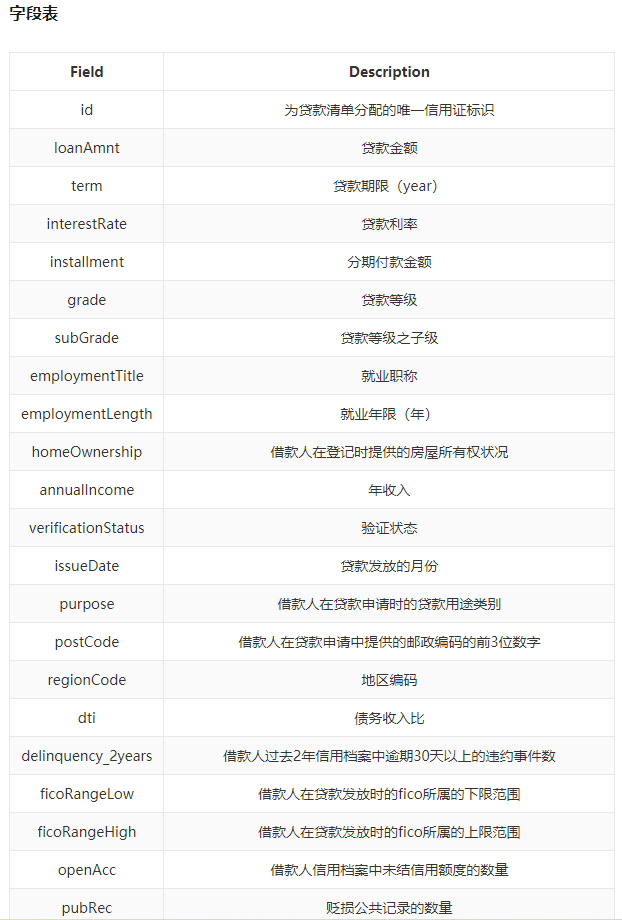 字段表
Field Description
id 为贷款清单分配的唯一信用证标识
loanAmnt 贷款金额
term 贷款期限（year）
interestRate 贷款利率
installment 分期付款金额
grade 贷款等级
subGrade 贷款等级之子级
employmentTitle 就业职称
employmentLength 就业年限（年）
homeOwnership 借款人在登记时提供的房屋所有权状况
annualIncome 年收入
verificationStatus 验证状态
issueDate 贷款发放的月份
purpose 借款人在贷款申请时的贷款用途类别
postCode 借款人在贷款申请中提供的邮政编码的前3位数字
regionCode 地区编码
dti 债务收入比
delinquency_2years 借款人过去2年信用档案中逾期30天以上的违约事件数
ficoRangeLow 借款人在贷款发放时的fico所属的下限范围
ficoRangeHigh 借款人在贷款发放时的fico所属的上限范围
openAcc 借款人信用档案中未结信用额度的数量
pubRec 贬损公共记录的数量